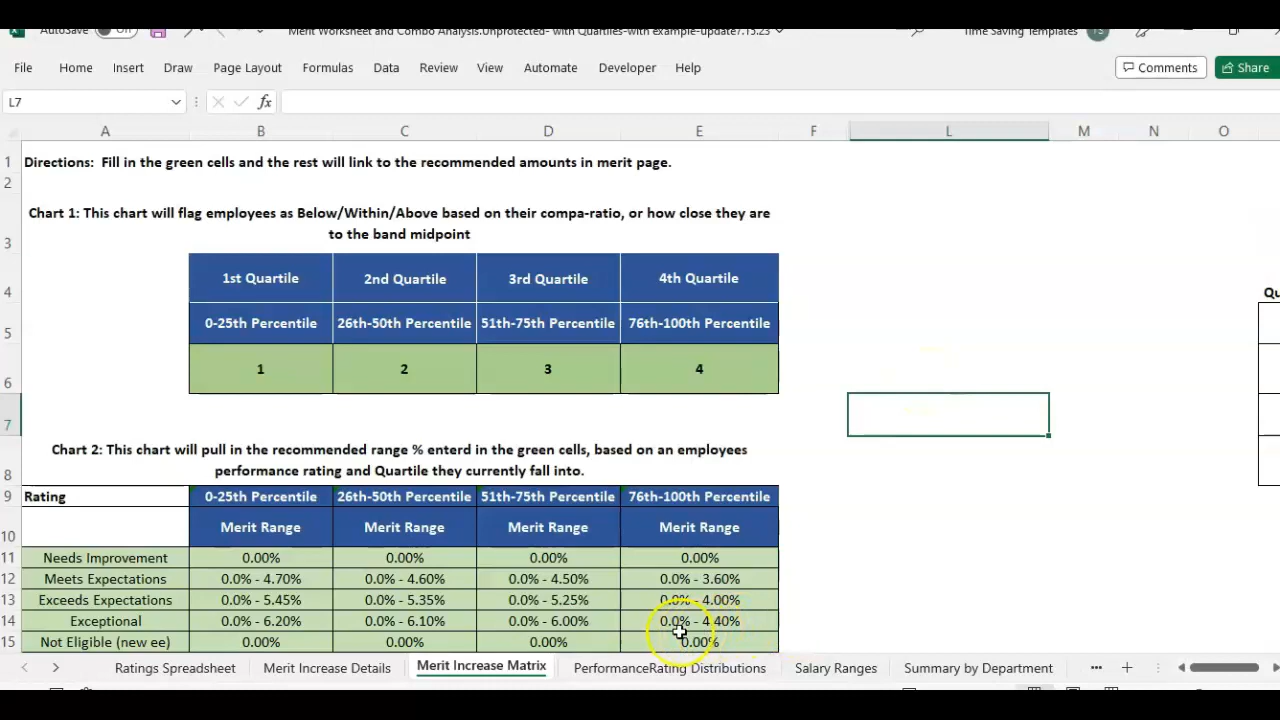 AutoSave Off Merit Worksheet and Combo Analysis.Unprotected- with Quartiles-with example-update7.15.23 Time Saving Templates TS
File Home Insert Draw Page Layout Formulas Data Review View Automate Developer Help Comments Share
L7 fx
A B C D E F L M N O
1 Directions: Fill in the green cells and the rest will link to the recommended amounts in merit page.
2
Chart 1: This chart will flag employees as Below/Within/Above based on their compa-ratio, or how close they are
3 to the band midpoint
4 1st Quartile 2nd Quartile 3rd Quartile 4th Quartile Qu
5 0-25th Percentile 26th-50th Percentile 51th-75th Percentile 76th-100th Percentile
6 1 2 3 4
7
Chart 2: This chart will pull in the recommended range % enterd in the green cells, based on an employees
8 performance rating and Quartile they currently fall into.
9 Rating 0-25th Percentile 26th-50th Percentile 51th-75th Percentile 76th-100th Percentile
10 Merit Range Merit Range Merit Range Merit Range
11 Needs Improvement 0.00% 0.00% 0.00% 0.00%
12 Meets Expectations 0.0% - 4.70% 0.0% - 4.60% 0.0% - 4.50% 0.0% - 3.60%
13 Exceeds Expectations 0.0% - 5.45% 0.0% - 5.35% 0.0% - 5.25% 0.0% - 4.00%
14 Exceptional 0.0% - 6.20% 0.0% - 6.10% 0.0% - 6.00% 0.0% - 4.40%
15 Not Eligible (new ee) 0.00% 0.00% 0.00% 0.00%
Ratings Spreadsheet Merit Increase Details Merit Increase Matrix PerformanceRating Distributions Salary Ranges Summary by Department